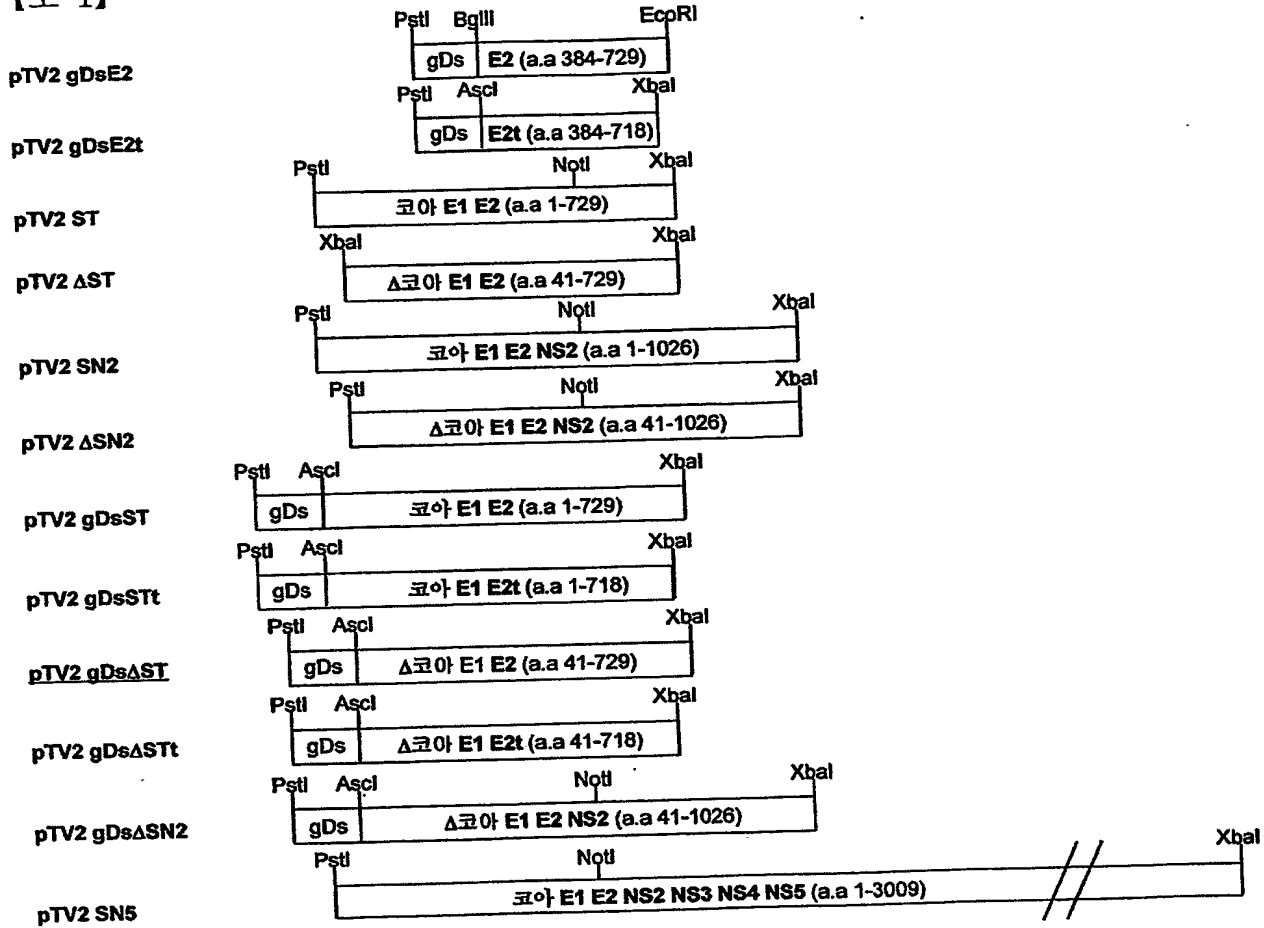 PstI BglII EcoRI
pTV2 gDsE2 gDs E2 (a.a 384-729)
PstI AscI XbaI
pTV2 gDsE2t gDs E2t (a.a 384-718)
PstI NotI XbaI
pTV2 ST 코아 E1 E2 (a.a 1-729)
XbaI XbaI
pTV2 ΔST Δ코아 E1 E2 (a.a 41-729)
PstI NotI XbaI
pTV2 SN2 코아 E1 E2 NS2 (a.a 1-1026)
PstI NotI XbaI
pTV2 ΔSN2 Δ코아 E1 E2 NS2 (a.a 41-1026)
PstI AscI XbaI
pTV2 gDsST gDs 코아 E1 E2 (a.a 1-729)
PstI AscI XbaI
pTV2 gDsSTt gDs 코아 E1 E2t (a.a 1-718)
PstI AscI XbaI
pTV2 gDsΔST gDs Δ코아 E1 E2 (a.a 41-729)
PstI AscI XbaI
pTV2 gDsΔSTt gDs Δ코아 E1 E2t (a.a 41-718)
PstI AscI NotI XbaI
pTV2 gDsΔSN2 gDs Δ코아 E1 E2 NS2 (a.a 41-1026)
PstI NotI XbaI
pTV2 SN5 코아 E1 E2 NS2 NS3 NS4 NS5 (a.a 1-3009)